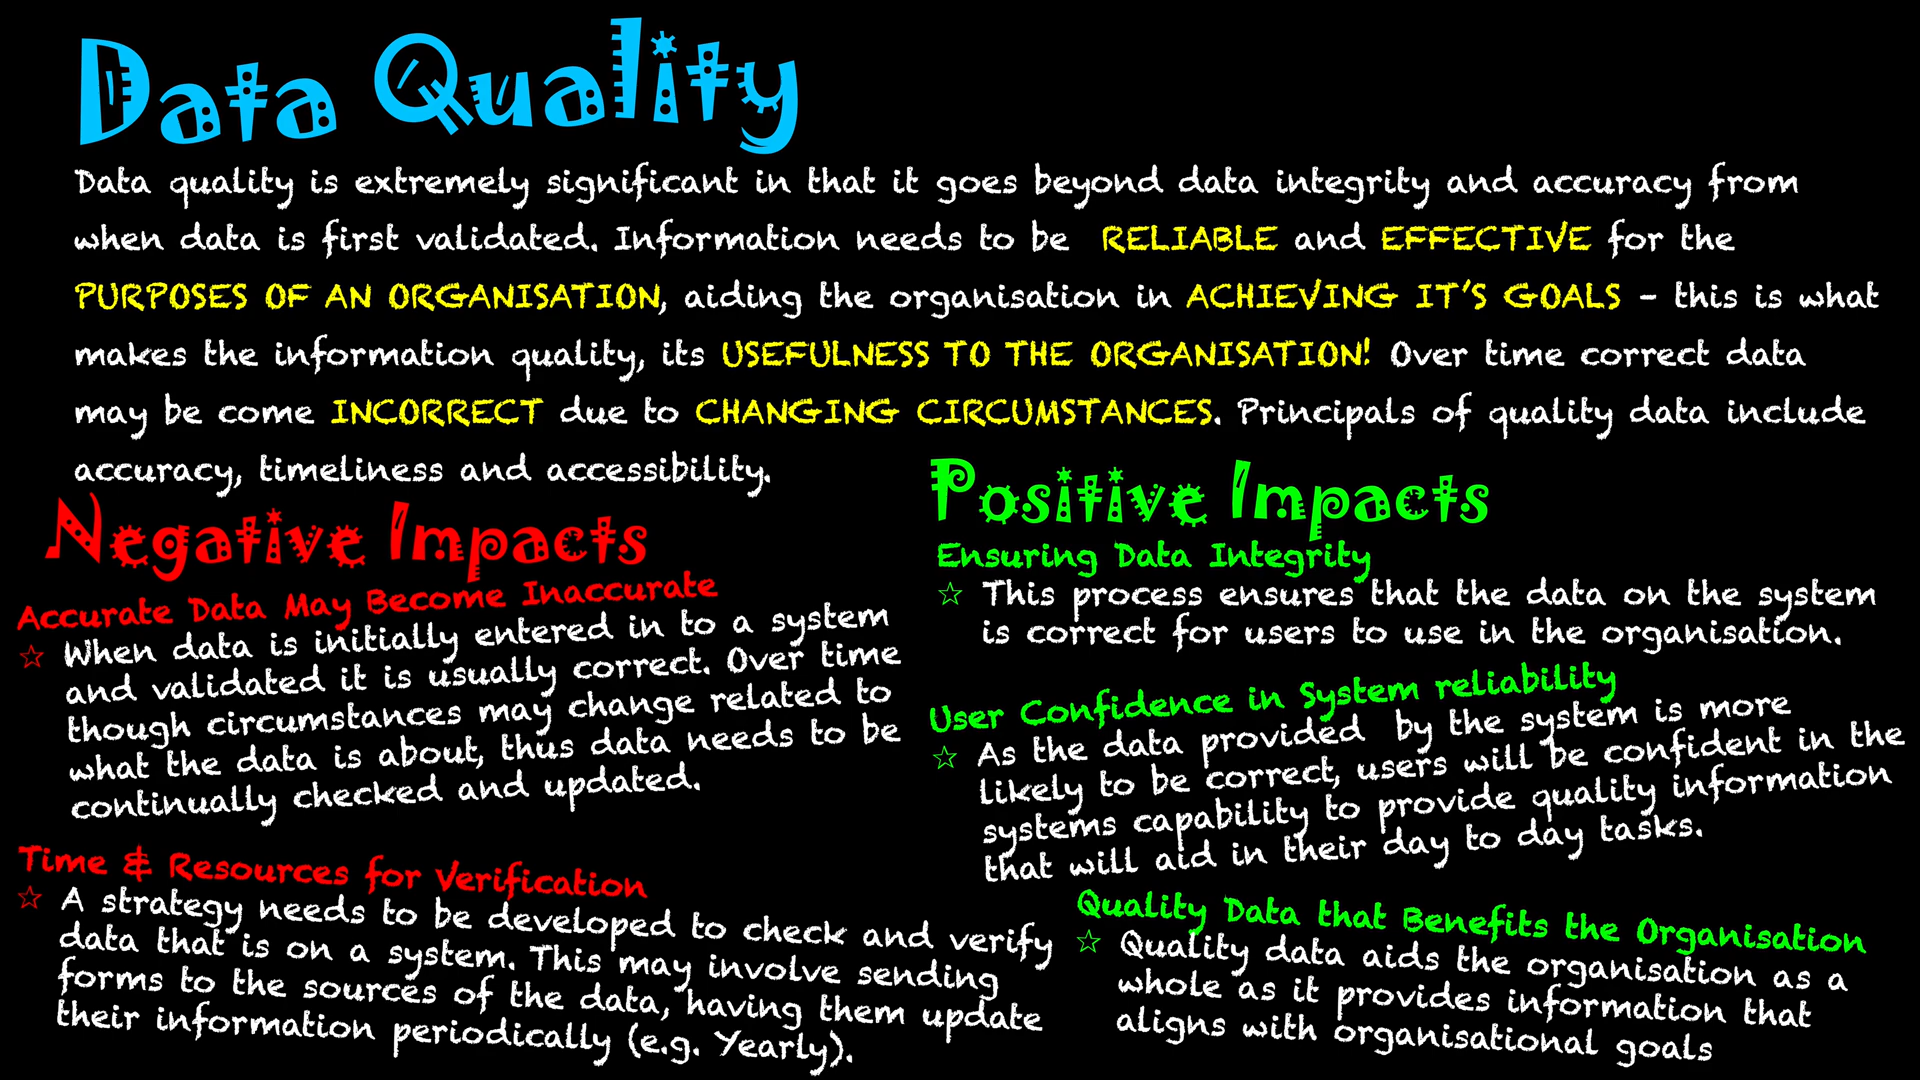 Data Quality
Data quality is extremely significant in that it goes beyond data integrity and accuracy from
when data is first validated. Information needs to be RELIABLE and EFFECTIVE for the
PURPOSES OF AN ORGANISATION, aiding the organisation in ACHIEVING IT'S GOALS – this is what
makes the information quality, its USEFULNESS TO THE ORGANISATION! Over time correct data
may be come INCORRECT due to CHANGING CIRCUMSTANCES. Principals of quality data include
accuracy, timeliness and accessibility.
Negative Impacts
Accurate Data May Become Inaccurate
☆ When data is initially entered in to a system
and validated it is usually correct. Over time
though circumstances may change related to
what the data is about, thus data needs to be
continually checked and updated.
Time & Resources for Verification
☆ A strategy needs to be developed to check and verify
data that is on a system. This may involve sending
forms to the sources of the data, having them update
their information periodically (e.g. Yearly).
Positive Impacts
Ensuring Data Integrity
☆ This process ensures that the data on the system
is correct for users to use in the organisation.
User Confidence in System reliability
☆ As the data provided by the system is more
likely to be correct, users will be confident in the
systems capability to provide quality information
that will aid in their day to day tasks.
Quality Data that Benefits the Organisation
☆ Quality data aids the organisation as a
whole as it provides information that
aligns with organisational goals